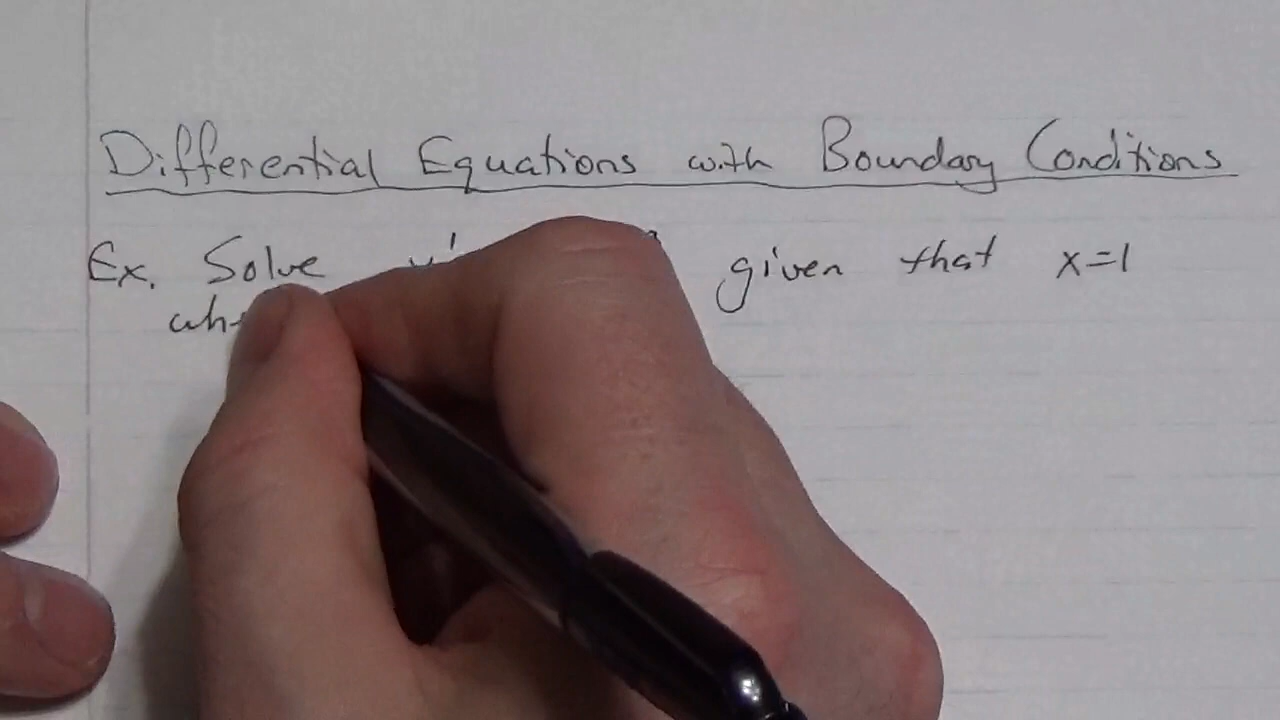 Differential Equations with Boundary Conditions
Ex. Solve given that x=1